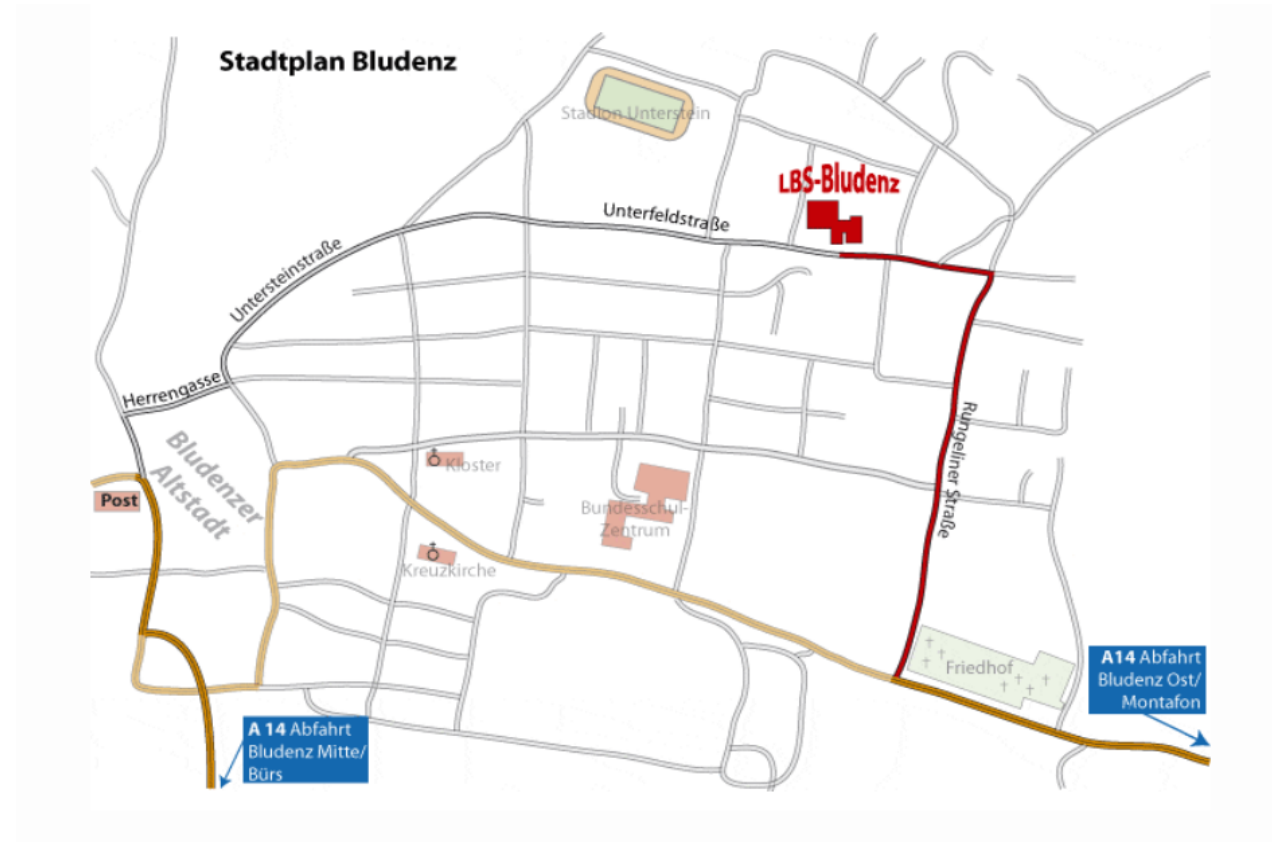 Stadtplan Bludenz
Stadion Unterstein
LBS-Bludenz
Unterfeldstraße
Untersteinstraße
Herrengasse
Bludenzer
Altstadt
Rungeliner Straße
Kloster
Post
Bundesschul-
Zentrum
Kreuzkirche
Friedhof
A14 Abfahrt
Bludenz Ost/
Montafon
A 14 Abfahrt
Bludenz Mitte/
Bürs